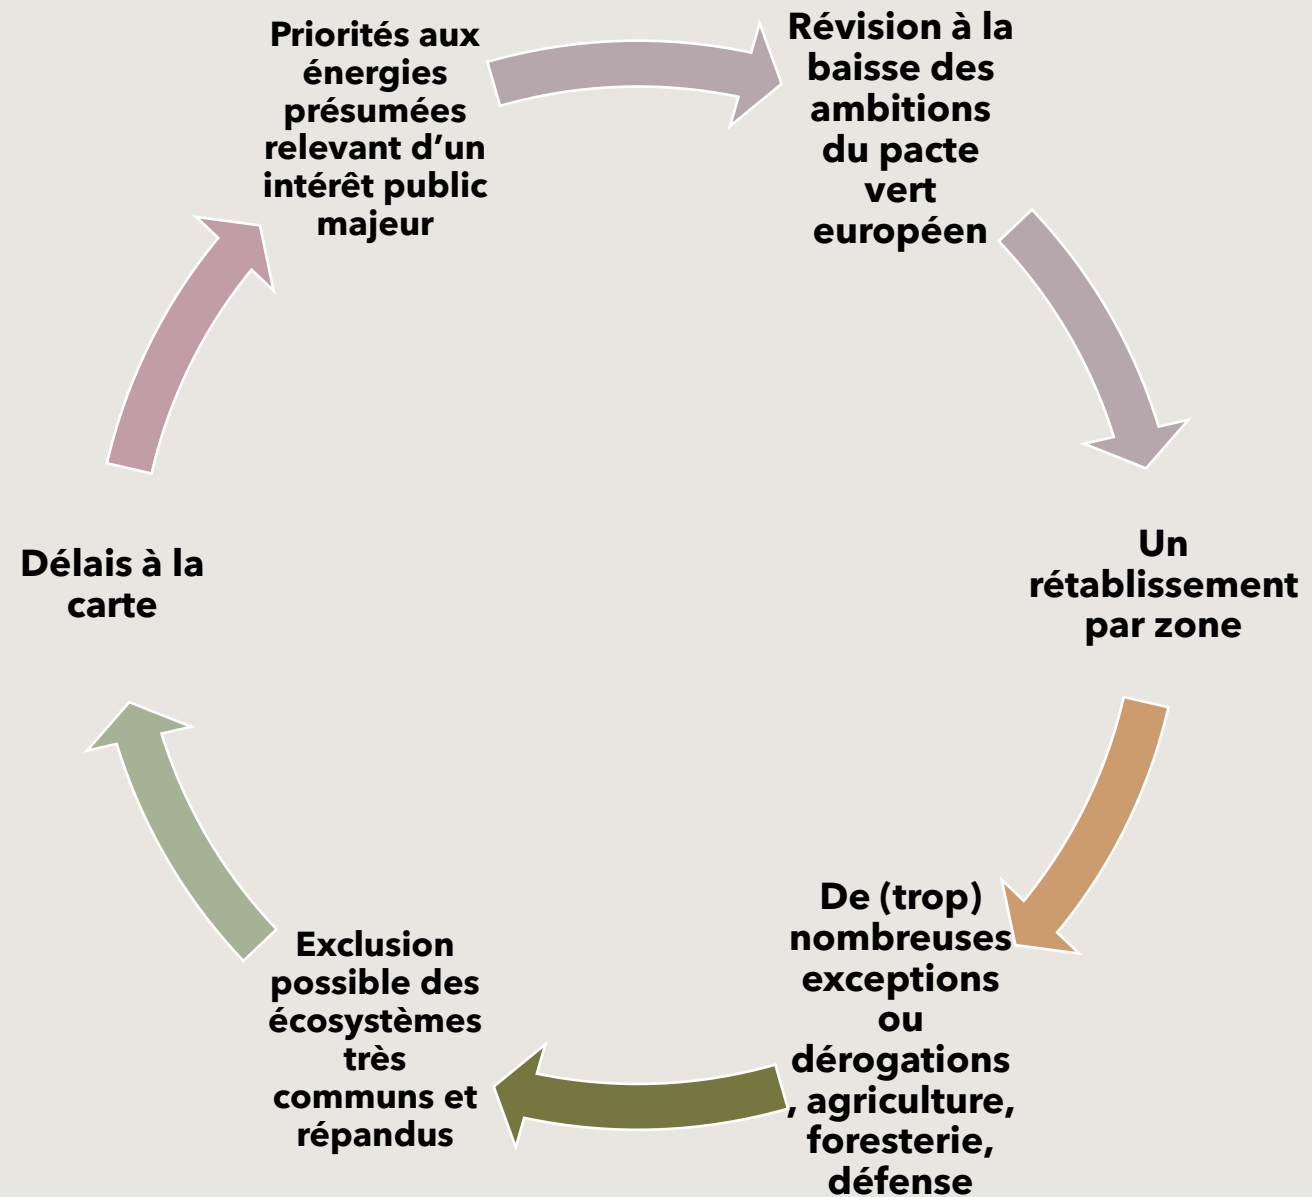 Priorités aux
énergies
présumées
relevant d’un
intérêt public
majeur
Révision à la
baisse des
ambitions
du pacte
vert
européen
Un
rétablissement
par zone
De (trop)
nombreuses
exceptions
ou
dérogations
, agriculture,
foresterie,
défense
Exclusion
possible des
écosystèmes
très
communs et
répandus
Délais à la
carte